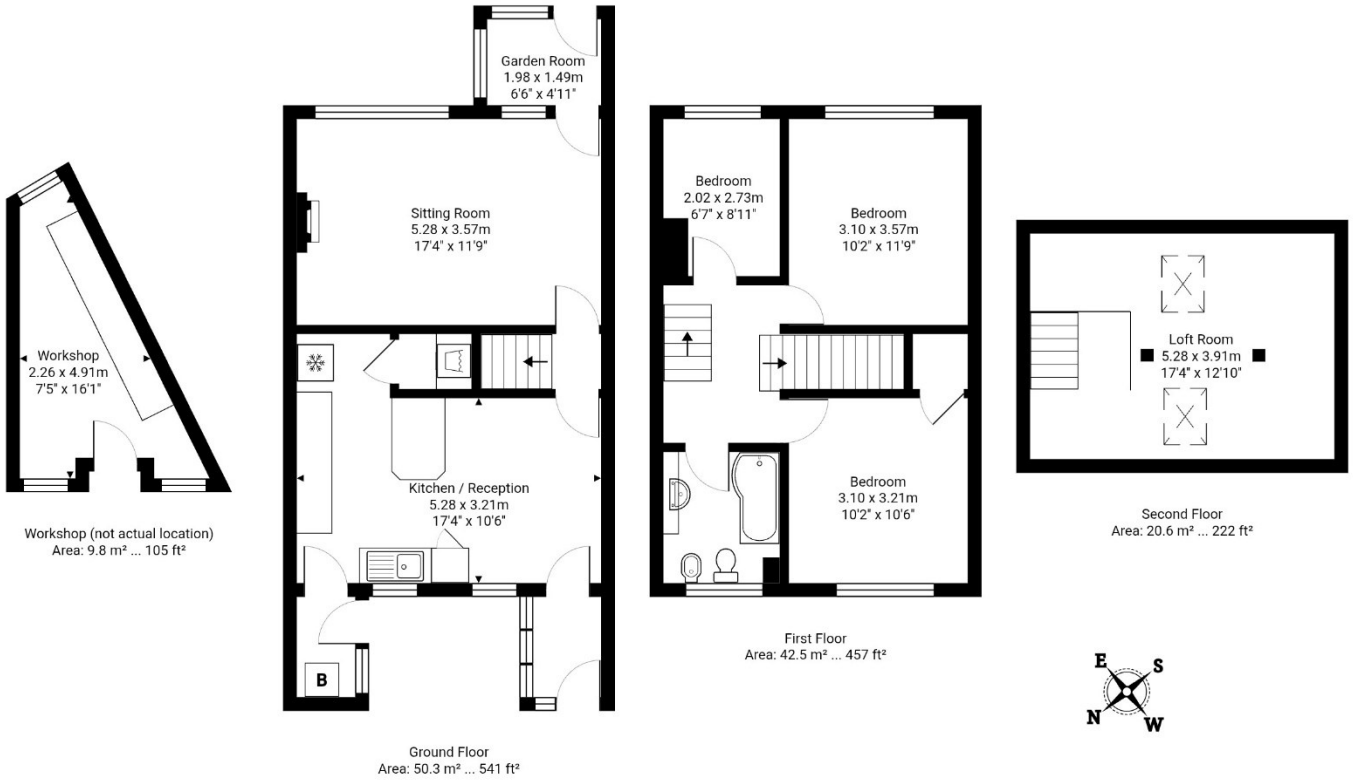 Garden Room
1.98 x 1.49m
6'6" x 4'11"
Sitting Room
5.28 x 3.57m
17'4" x 11'9"
Kitchen / Reception
5.28 x 3.21m
17'4" x 10'6"
B
Ground Floor
Area: 50.3 m² ... 541 ft²
Workshop
2.26 x 4.91m
7'5" x 16'1"
Workshop (not actual location)
Area: 9.8 m² ... 105 ft²
Bedroom
2.02 x 2.73m
6'7" x 8'11"
Bedroom
3.10 x 3.57m
10'2" x 11'9"
Bedroom
3.10 x 3.21m
10'2" x 10'6"
First Floor
Area: 42.5 m² ... 457 ft²
Loft Room
5.28 x 3.91m
17'4" x 12'10"
Second Floor
Area: 20.6 m² ... 222 ft²
E
S
N
W